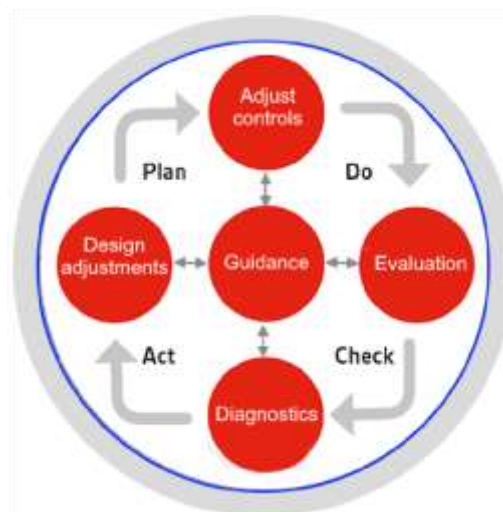 Adjust
controls
Plan
Do
Design
adjustments
Guidance
Evaluation
Act
Check
Diagnostics